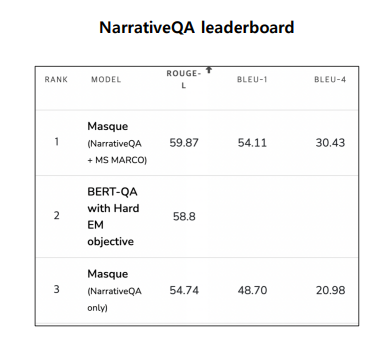 NarrativeQA leaderboard
RANK MODEL ROUGE-L BLEU-1 BLEU-4
1 Masque (NarrativeQA + MS MARCO) 59.87 54.11 30.43
2 BERT-QA with Hard EM objective 58.8
3 Masque (NarrativeQA only) 54.74 48.70 20.98